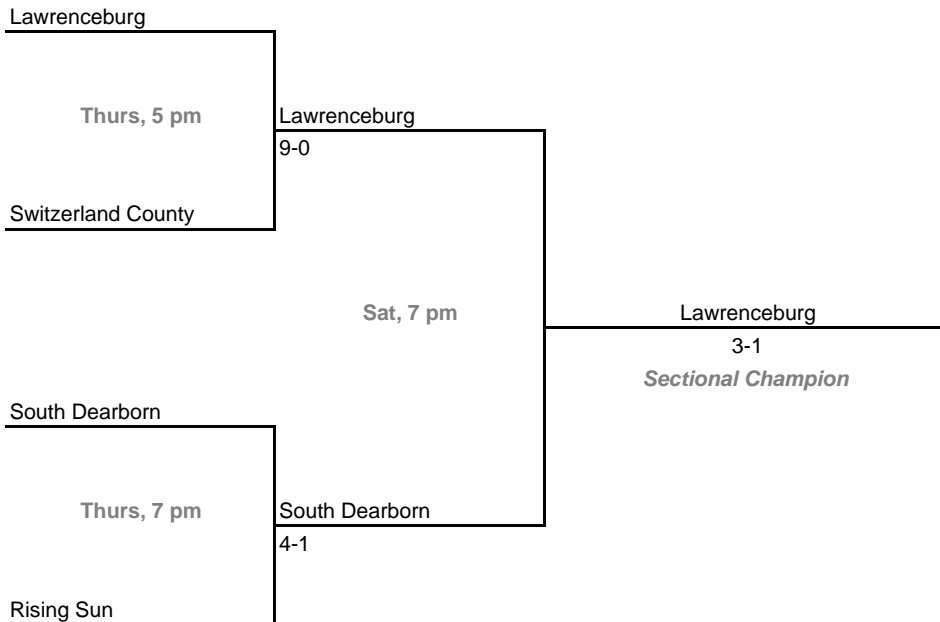 Lawrenceburg
Thurs, 5 pm
Lawrenceburg
9-0
Switzerland County
Sat, 7 pm
Lawrenceburg
3-1
Sectional Champion
South Dearborn
Thurs, 7 pm
South Dearborn
4-1
Rising Sun